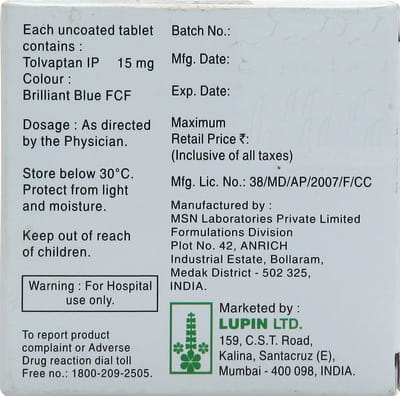 Each uncoated tablet
contains :
Tolvaptan IP 15 mg
Colour :
Brilliant Blue FCF
Dosage : As directed
by the Physician.
Store below 30°C.
Protect from light
and moisture.
Keep out of reach
of children.
Warning : For Hospital
use only.
To report product
complaint or Adverse
Drug reaction dial toll
Free no.: 1800-209-2505.
Batch No.:
Mfg. Date:
Exp. Date:
Maximum
Retail Price ₹:
(Inclusive of all taxes)
Mfg. Lic. No.: 38/MD/AP/2007/F/CC
Manufactured by :
MSN Laboratories Private Limited
Formulations Division
Plot No. 42, ANRICH
Industrial Estate, Bollaram,
Medak District - 502 325,
INDIA.
Marketed by :
LUPIN LTD.
159, C.S.T. Road,
Kalina, Santacruz (E),
Mumbai - 400 098, INDIA.